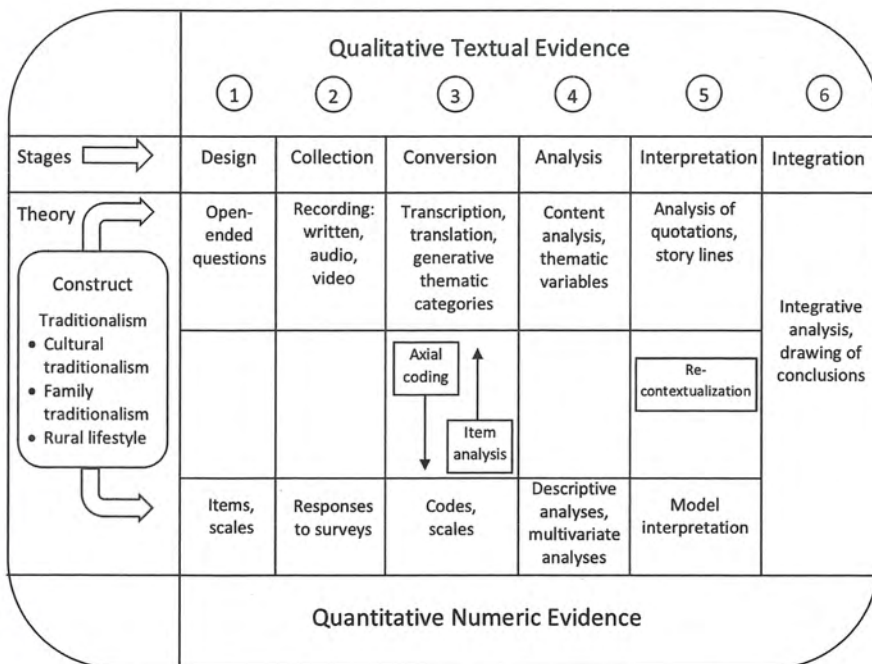 Qualitative Textual Evidence
1 2 3 4 5 6
Stages
Design
Collection
Conversion
Analysis
Interpretation
Integration
Theory
Construct
Traditionalism
• Cultural
traditionalism
• Family
traditionalism
• Rural lifestyle
Open-
ended
questions
Recording:
written,
audio,
video
Transcription,
translation,
generative
thematic
categories
Content
analysis,
thematic
variables
Analysis of
quotations,
story lines
Integrative
analysis,
drawing of
conclusions
Axial
coding
Item
analysis
Re-
contextualization
Items,
scales
Responses
to surveys
Codes,
scales
Descriptive
analyses,
multivariate
analyses
Model
interpretation
Quantitative Numeric Evidence